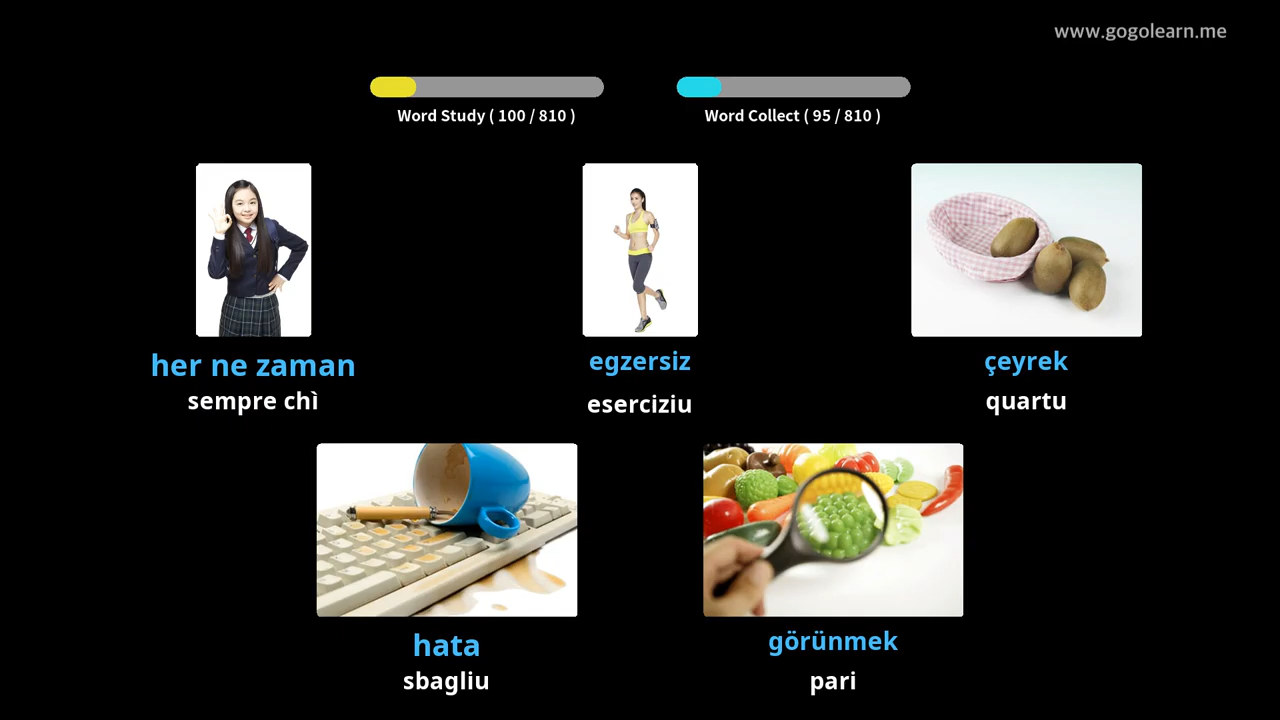 www.gogolearn.me
Word Study ( 100 / 810 )
Word Collect ( 95 / 810 )
her ne zaman
sempre chì
egzersiz
eserciziu
çeyrek
quartu
hata
sbagliu
görünmek
pari